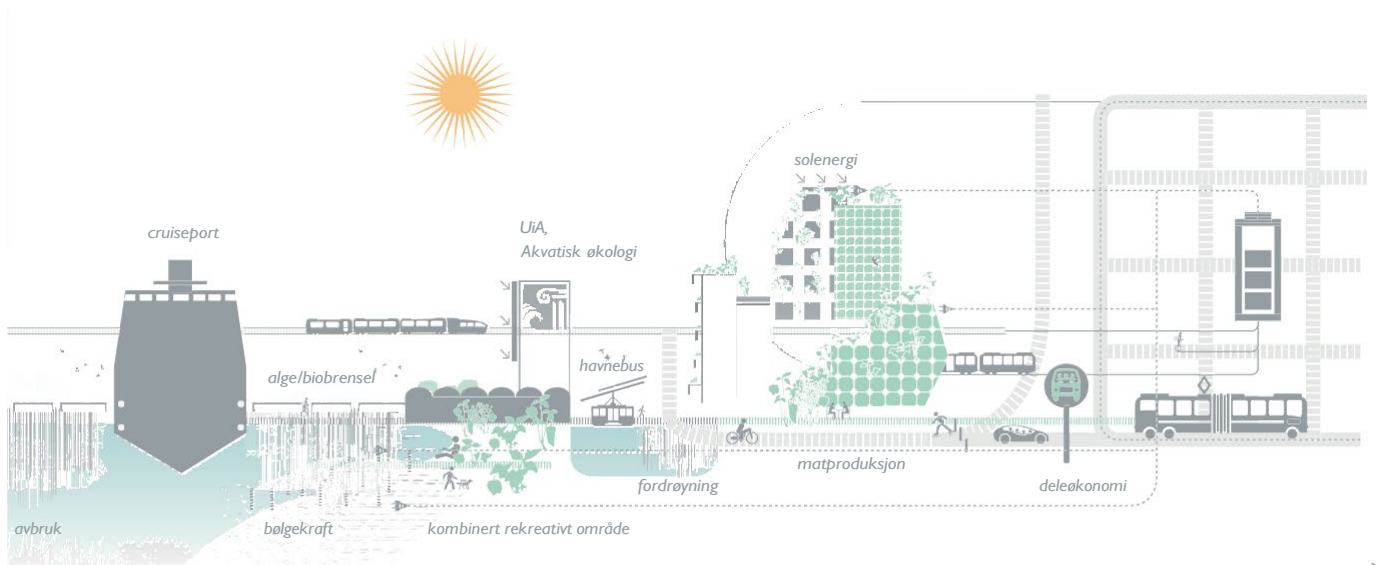 solenergi
UiA,
Akvatisk økologi
cruiseport
havnebus
alge/biobrensel
matproduksjon
fordrøyning
deleøkonomi
avbruk
bølgekraft
kombinert rekreativt område